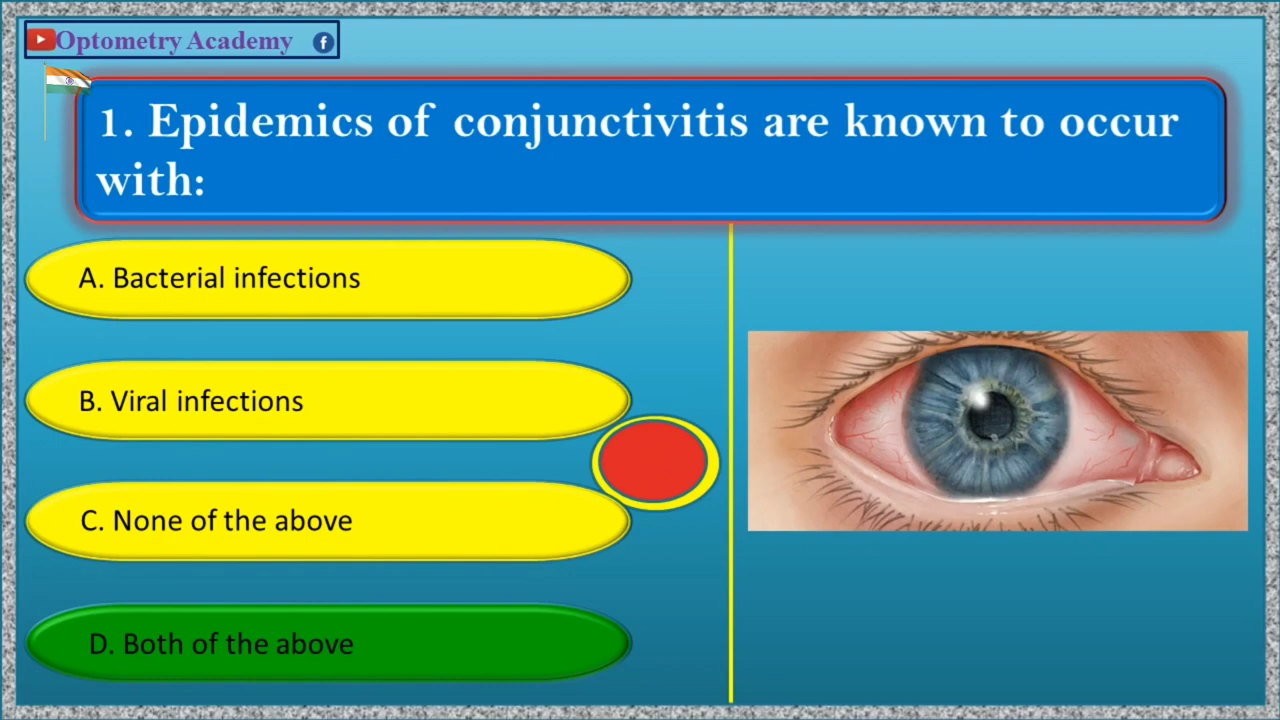 Optometry Academy f
1. Epidemics of conjunctivitis are known to occur
with:
A. Bacterial infections
B. Viral infections
C. None of the above
D. Both of the above